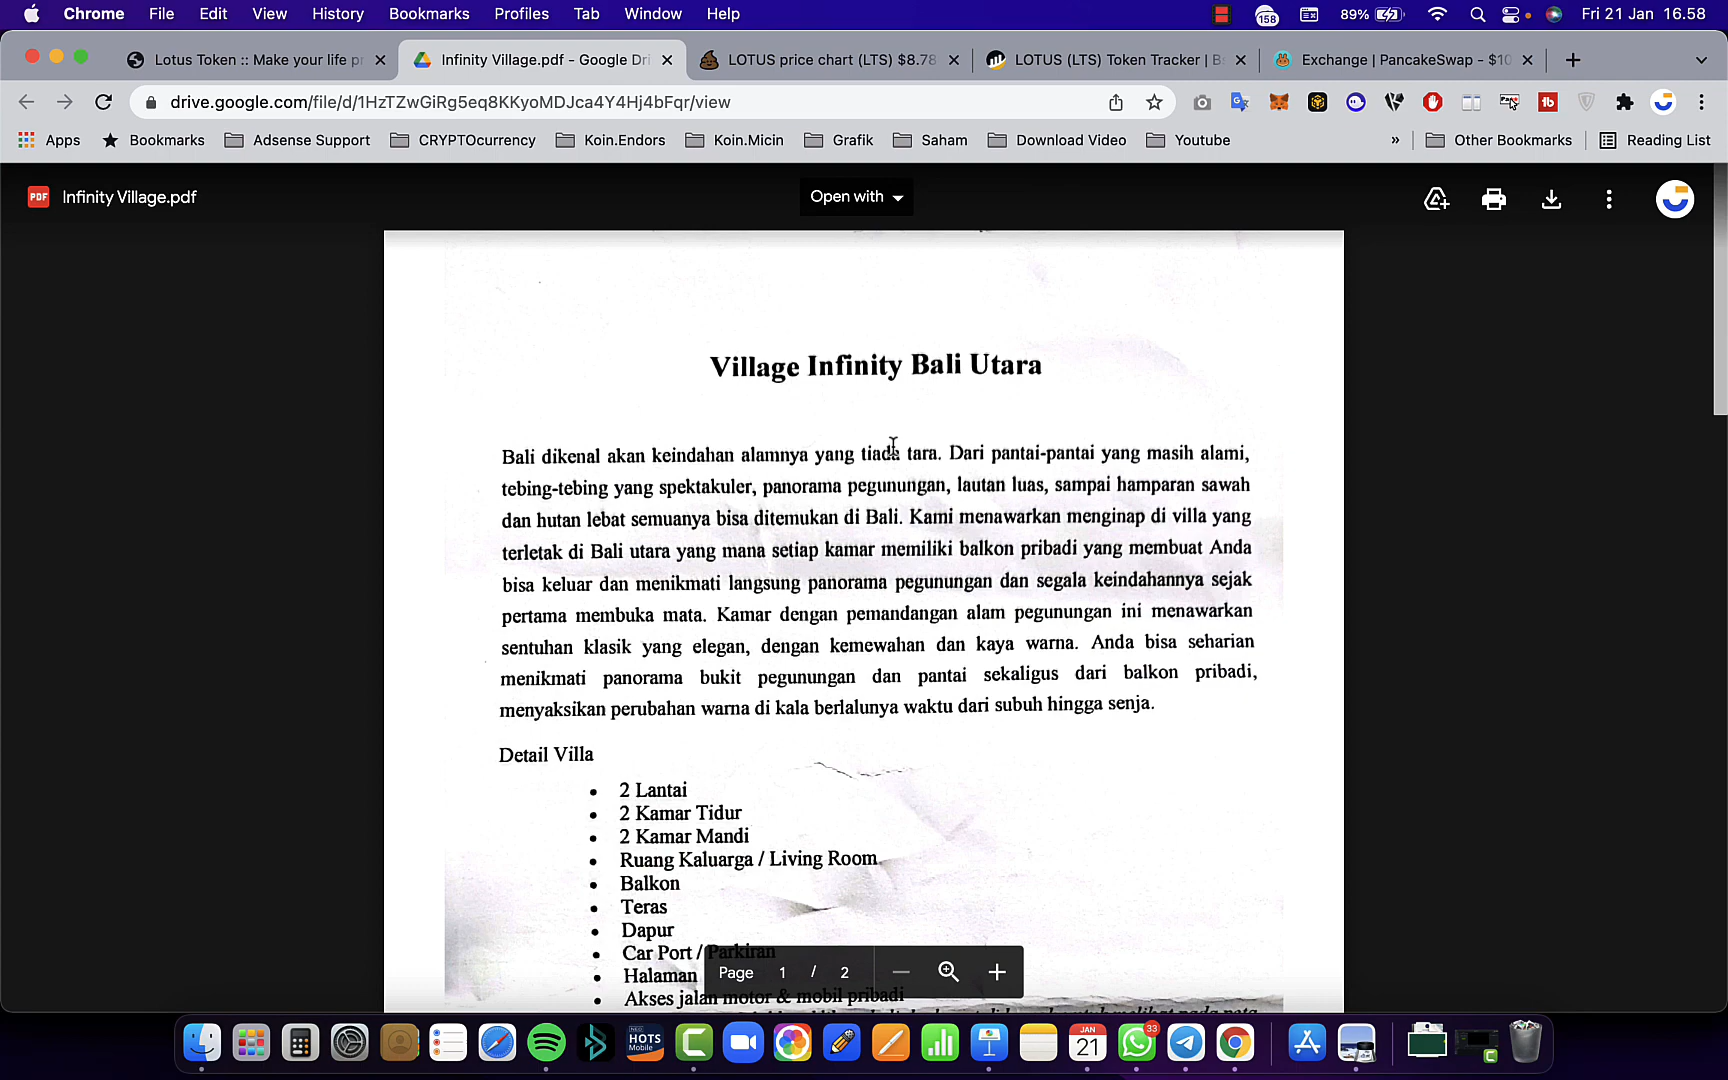 Chrome File Edit View History Bookmarks Profiles Tab Window Help 158 89% Fri 21 Jan 16.58
Lotus Token :: Make your life pr Infinity Village.pdf - Google Dri LOTUS price chart (LTS) $8.78 LOTUS (LTS) Token Tracker | Bs Exchange | PancakeSwap - $10
drive.google.com/file/d/1HzTZwGiRg5eq8KKyoMDJca4Y4Hj4bFqr/view
Apps Bookmarks Adsense Support CRYPTOcurrency Koin.Endors Koin.Micin Grafik Saham Download Video Youtube » Other Bookmarks Reading List
PDF Infinity Village.pdf Open with
Village Infinity Bali Utara
Bali dikenal akan keindahan alamnya yang tiada tara. Dari pantai-pantai yang masih alami,
tebing-tebing yang spektakuler, panorama pegunungan, lautan luas, sampai hamparan sawah
dan hutan lebat semuanya bisa ditemukan di Bali. Kami menawarkan menginap di villa yang
terletak di Bali utara yang mana setiap kamar memiliki balkon pribadi yang membuat Anda
bisa keluar dan menikmati langsung panorama pegunungan dan segala keindahannya sejak
pertama membuka mata. Kamar dengan pemandangan alam pegunungan ini menawarkan
sentuhan klasik yang elegan, dengan kemewahan dan kaya warna. Anda bisa seharian
menikmati panorama bukit pegunungan dan pantai sekaligus dari balkon pribadi,
menyaksikan perubahan warna di kala berlalunya waktu dari subuh hingga senja.
Detail Villa
• 2 Lantai
• 2 Kamar Tidur
• 2 Kamar Mandi
• Ruang Kaluarga / Living Room
• Balkon
• Teras
• Dapur
• Car Port / Parkiran
• Halaman
• Akses jalan motor & mobil pribadi
Page 1 / 2
NEO HOTS Mobile
JAN 21
33